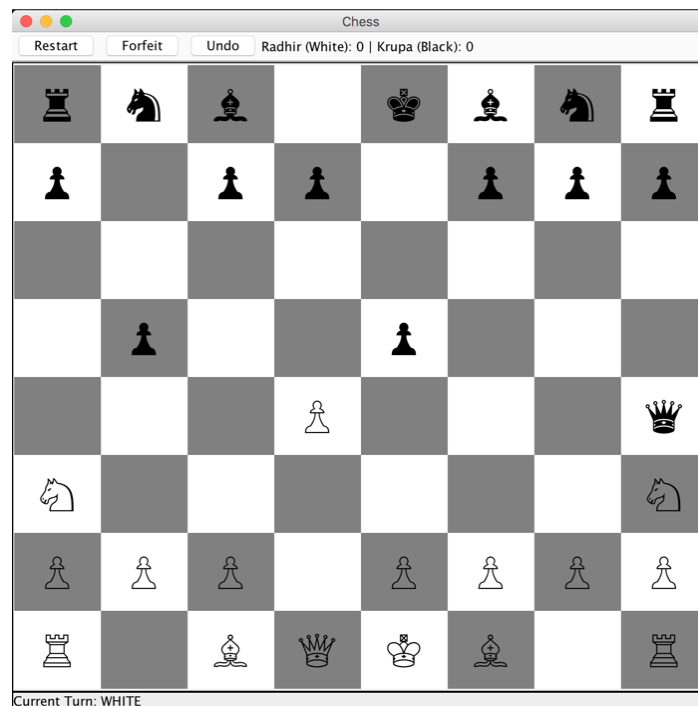 Chess
Restart Forfeit Undo Radhir (White): 0 | Krupa (Black): 0
Current Turn: WHITE